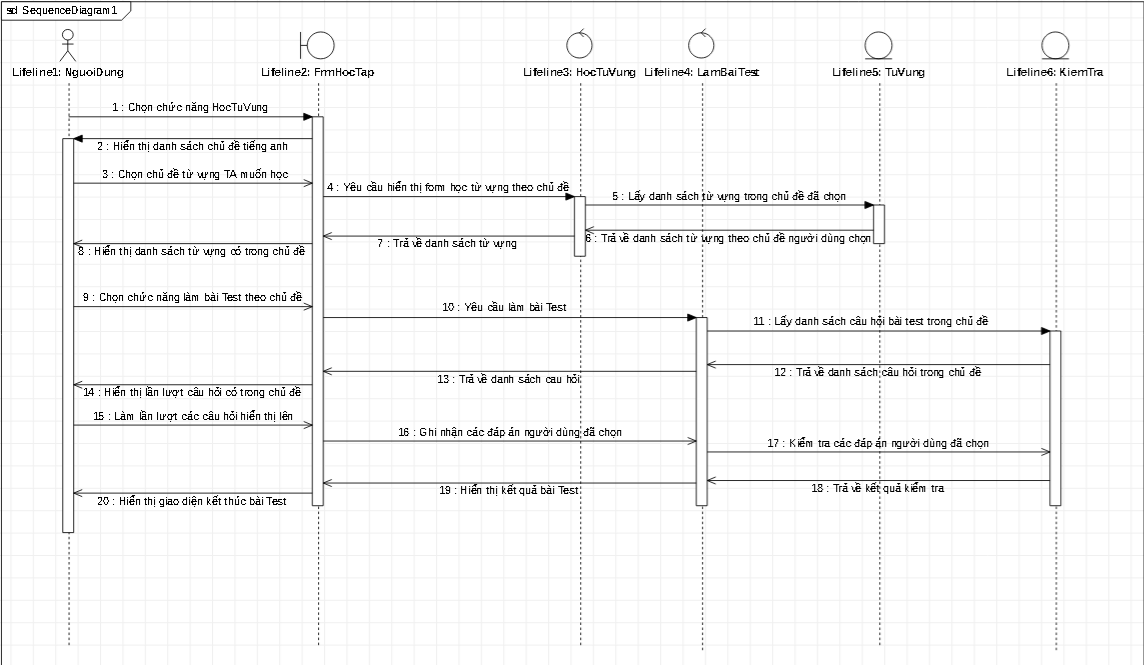 sd SequenceDiagram1
Lifeline1: NguoiDung
Lifeline2: FrmHocTap
Lifeline3: HocTuVung
Lifeline4: LamBaiTest
Lifeline5: TuVung
Lifeline6: KiemTra
1 : Chọn chức năng HocTuVung
2 : Hiển thị danh sách chủ đề tiếng anh
3 : Chọn chủ đề từ vựng TA muốn học
4 : Yêu cầu hiển thị form học từ vựng theo chủ đề
5 : Lấy danh sách từ vựng trong chủ đề đã chọn
6 : Trả về danh sách từ vựng theo chủ đề người dùng chọn
7 : Trả về danh sách từ vựng
8 : Hiển thị danh sách từ vựng có trong chủ đề
9 : Chọn chức năng làm bài Test theo chủ đề
10 : Yêu cầu làm bài Test
11 : Lấy danh sách câu hỏi bài test trong chủ đề
12 : Trả về danh sách câu hỏi trong chủ đề
13 : Trả về danh sách cau hỏi
14 : Hiển thị lần lượt câu hỏi có trong chủ đề
15 : Làm lần lượt các câu hỏi hiển thị lên
16 : Ghi nhận các đáp án người dùng đã chọn
17 : Kiểm tra các đáp án người dùng đã chọn
18 : Trả về kết quả kiểm tra
19 : Hiển thị kết quả bài Test
20 : Hiển thị giao diện kết thúc bài Test